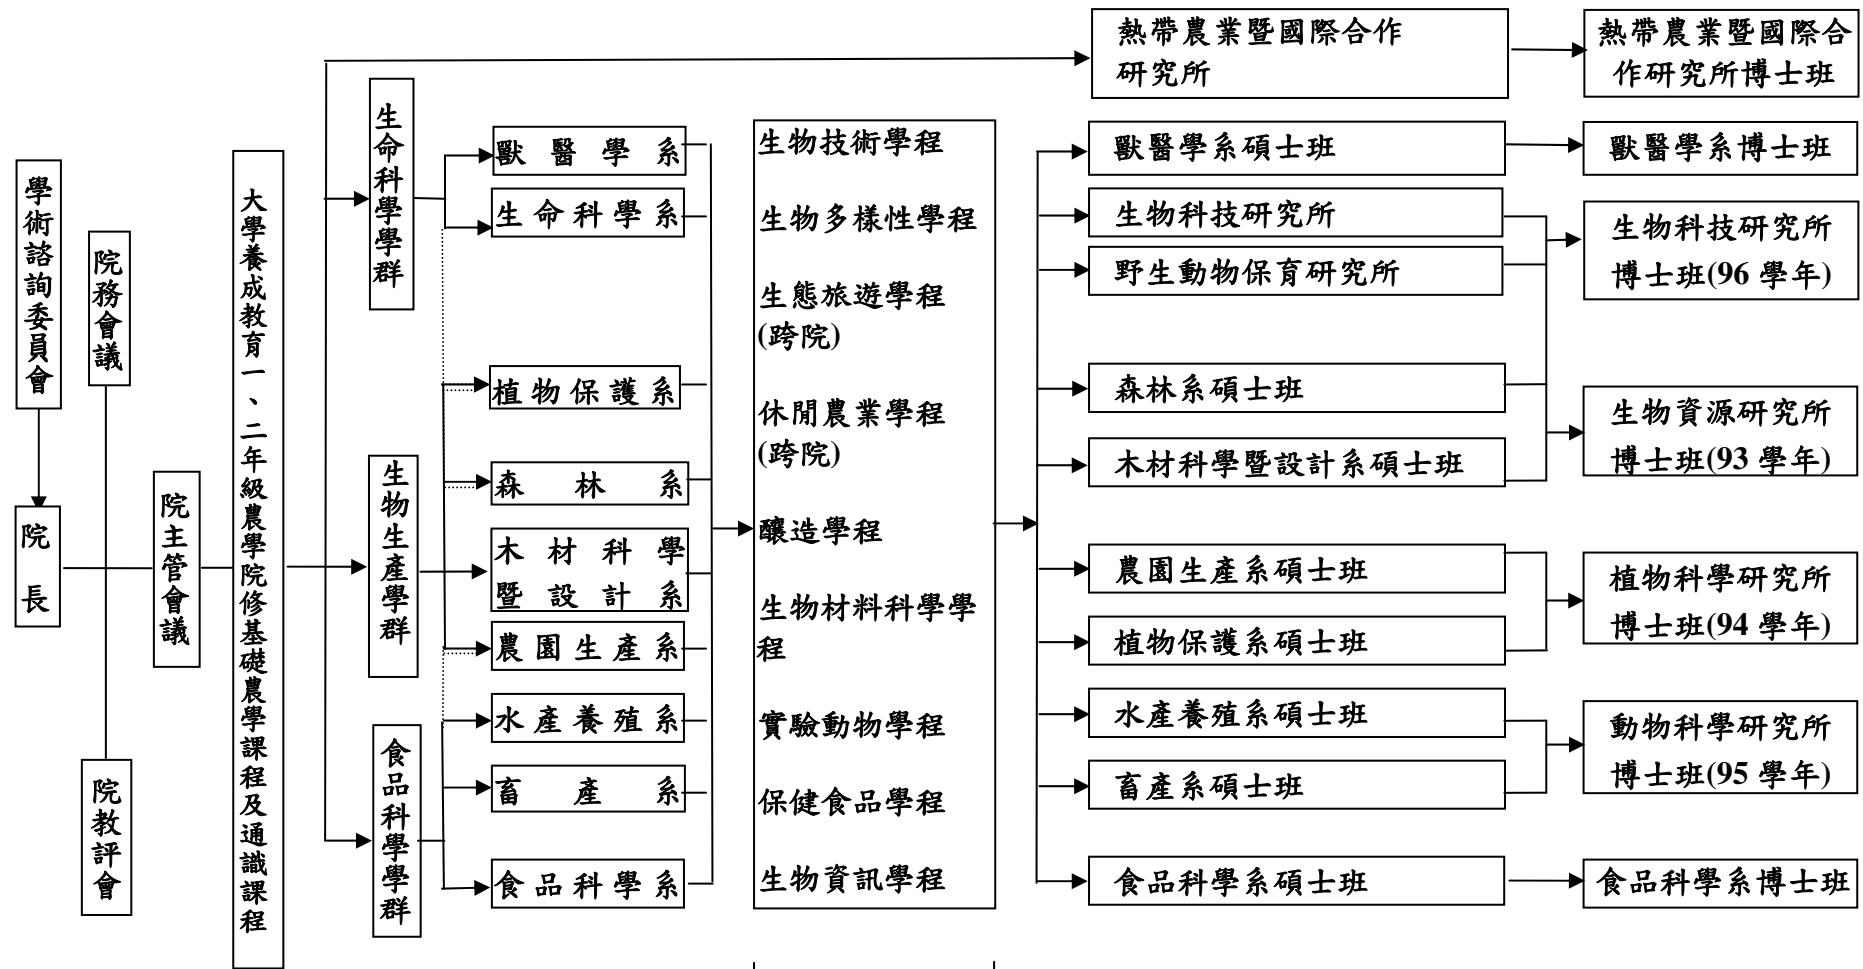 學術諮詢委員會
院長
院務會議
院教評會
院主管會議
大學養成教育一、二年級農學院修基礎農學課程及通識課程
生命科學學群
生物生產學群
食品科學學群
獸醫學系
生命科學系
植物保護系
森林系
木材科學
暨設計系
農園生產系
水產養殖系
畜產系
食品科學系
生物技術學程
生物多樣性學程
生態旅遊學程
(跨院)
休閒農業學程
(跨院)
釀造學程
生物材料科學學
程
實驗動物學程
保健食品學程
生物資訊學程
熱帶農業暨國際合作
研究所
獸醫學系碩士班
生物科技研究所
野生動物保育研究所
森林系碩士班
木材科學暨設計系碩士班
農園生產系碩士班
植物保護系碩士班
水產養殖系碩士班
畜產系碩士班
食品科學系碩士班
熱帶農業暨國際合
作研究所博士班
獸醫學系博士班
生物科技研究所
博士班(96 學年)
生物資源研究所
博士班(93 學年)
植物科學研究所
博士班(94 學年)
動物科學研究所
博士班(95 學年)
食品科學系博士班